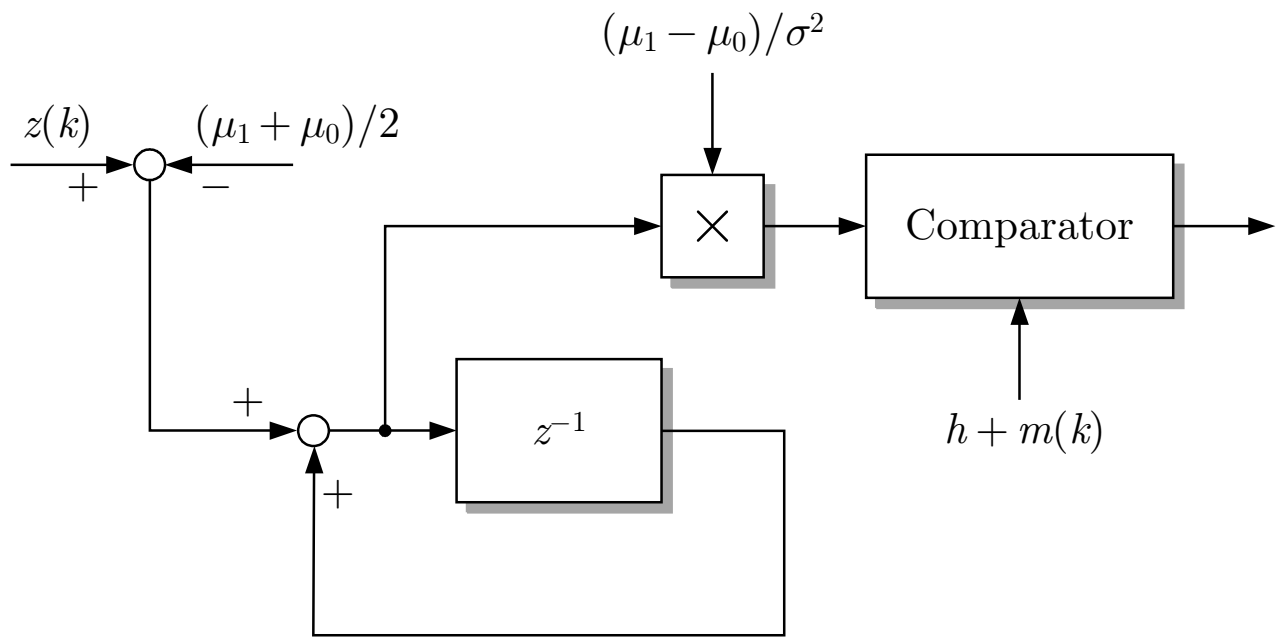 (μ₁ − μ₀)/σ²
z(k)
(μ₁ + μ₀)/2
+
−
×
Comparator
+
z⁻¹
h + m(k)
+